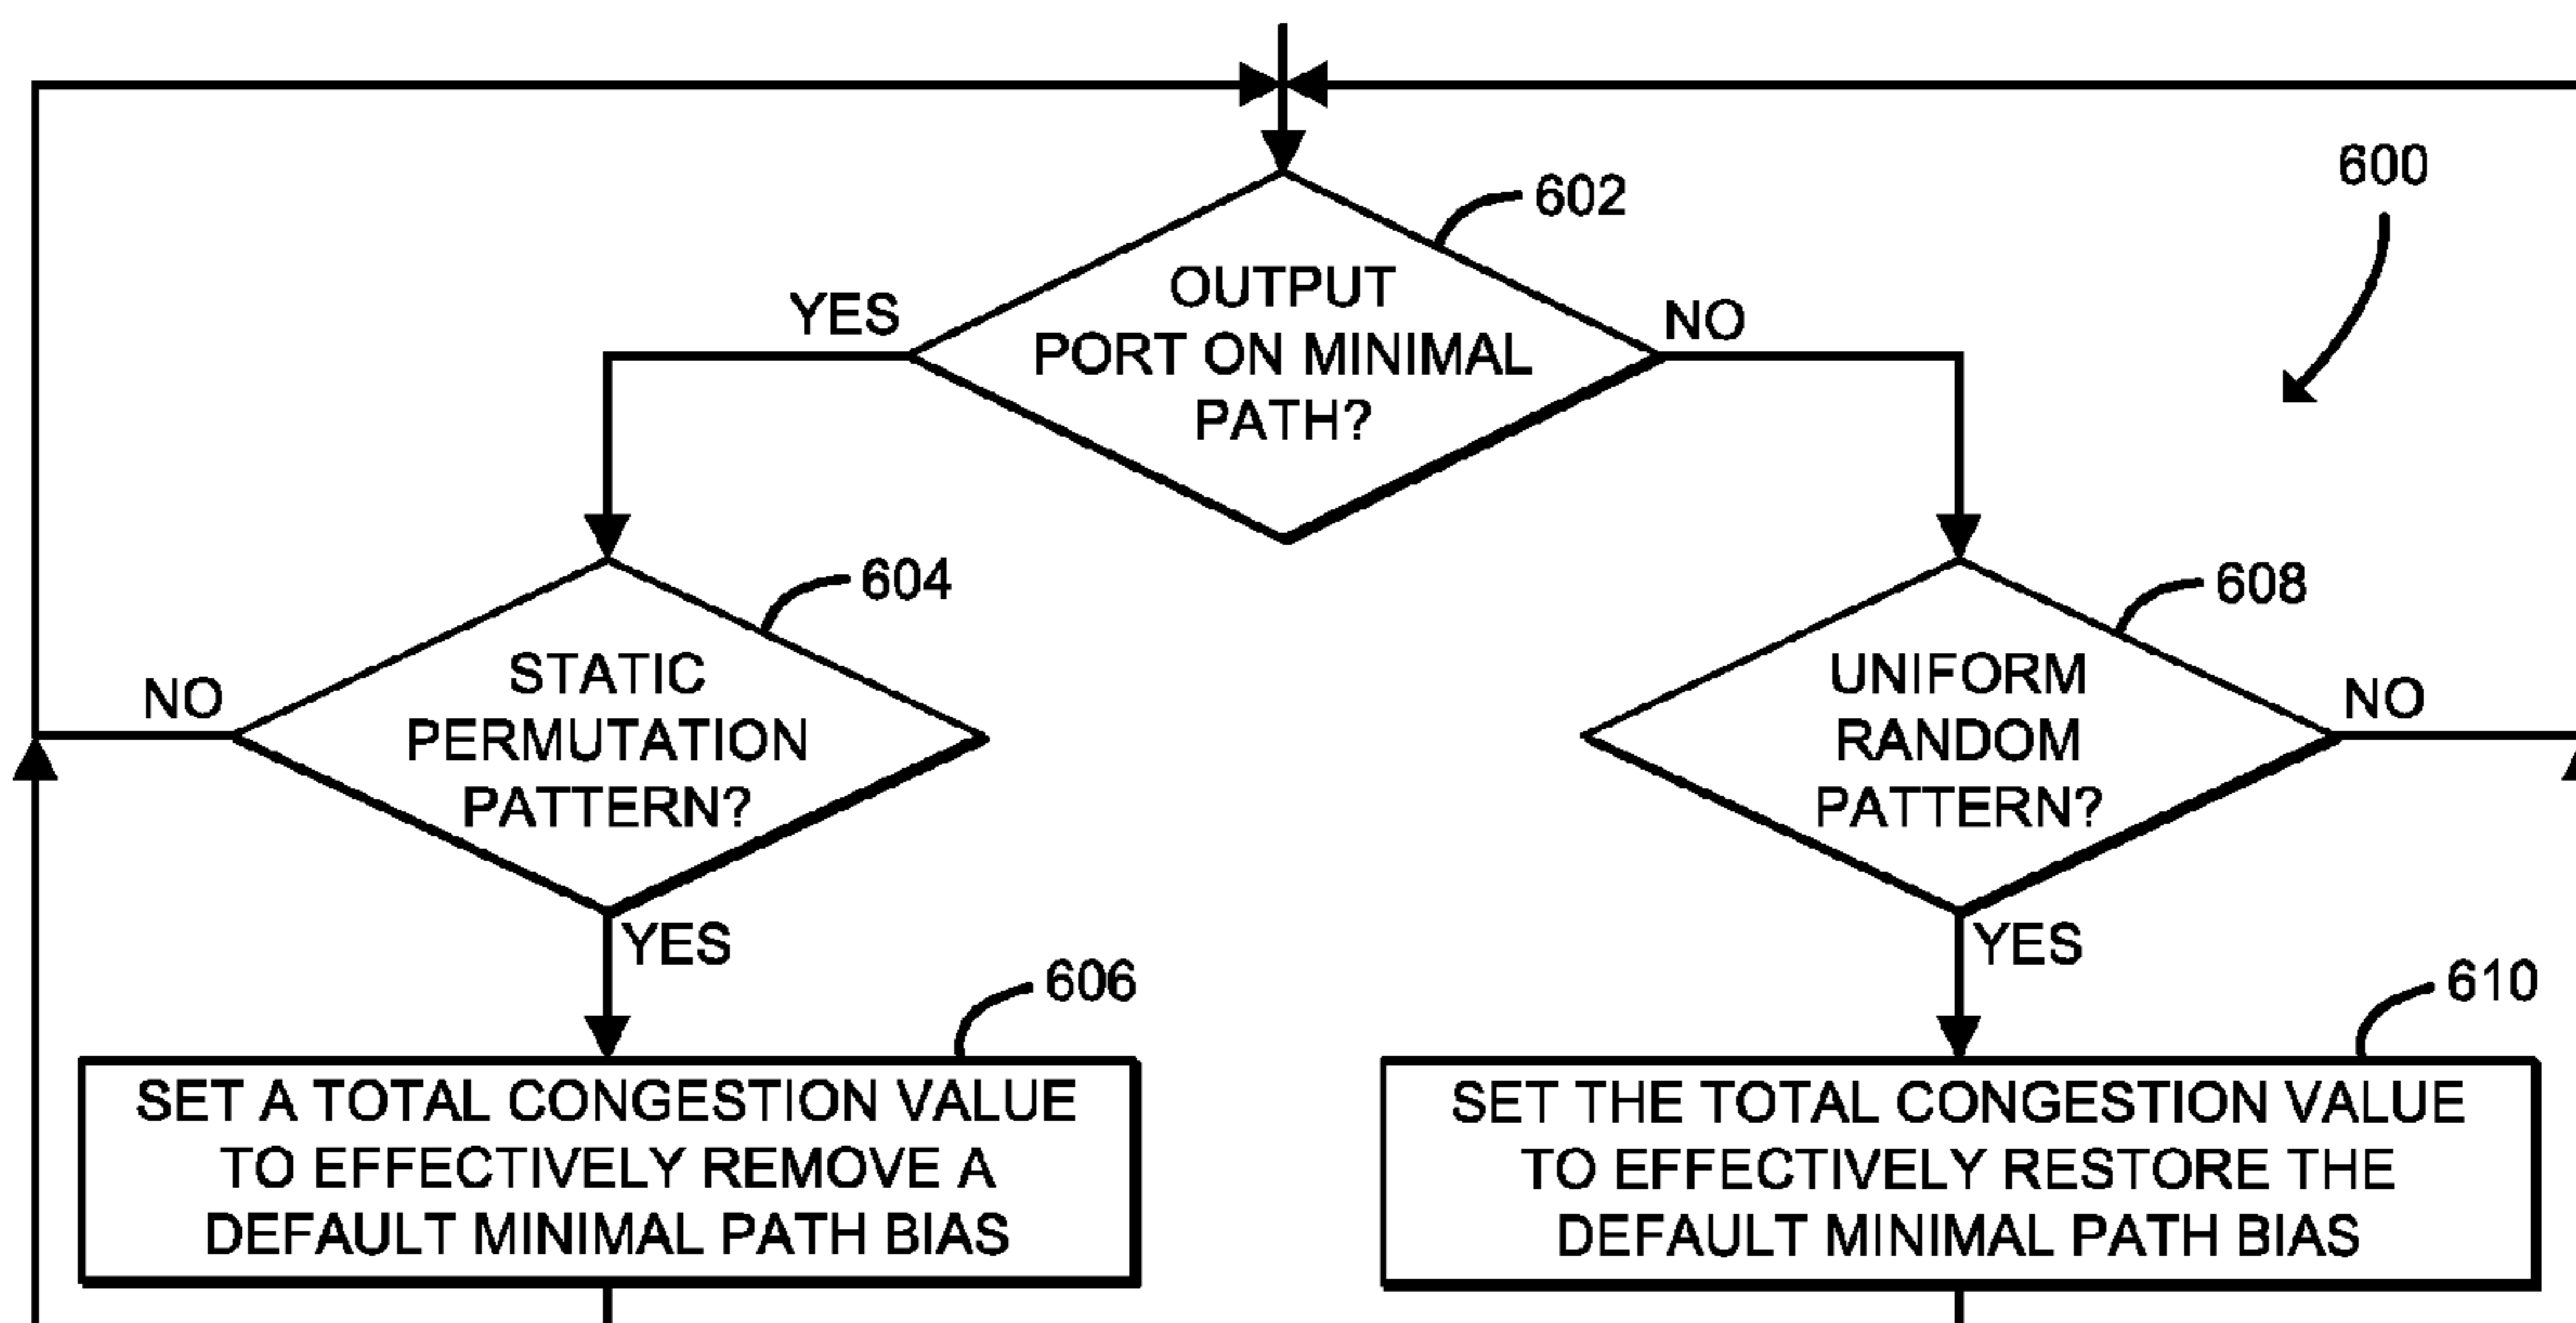 600
602
OUTPUT
PORT ON MINIMAL
PATH?
YES
NO
604
STATIC
PERMUTATION
PATTERN?
NO
YES
608
UNIFORM
RANDOM
PATTERN?
NO
YES
606
SET A TOTAL CONGESTION VALUE
TO EFFECTIVELY REMOVE A
DEFAULT MINIMAL PATH BIAS
610
SET THE TOTAL CONGESTION VALUE
TO EFFECTIVELY RESTORE THE
DEFAULT MINIMAL PATH BIAS